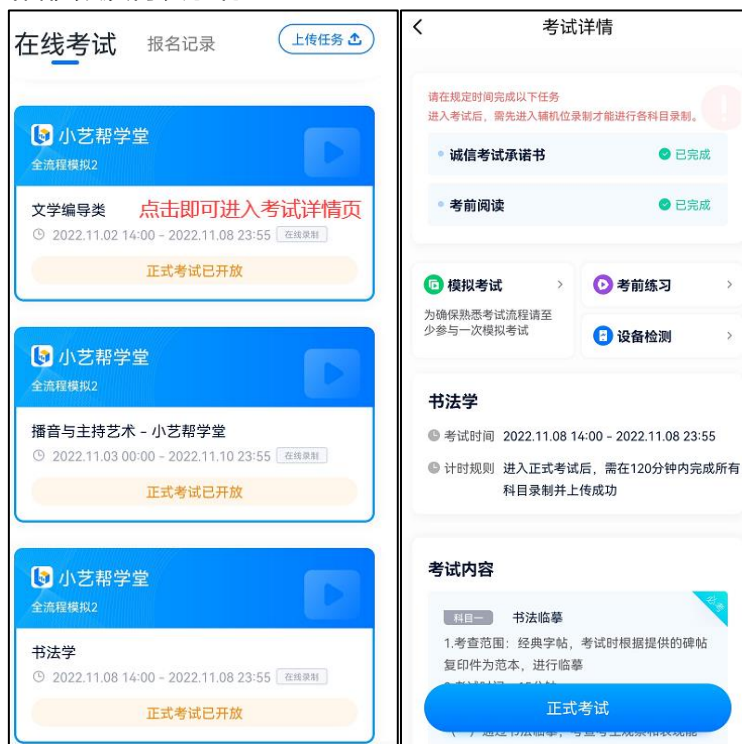 在线考试
报名记录
上传任务
小艺帮学堂
全流程模拟2
文学编导类
点击即可进入考试详情页
2022.11.02 14:00 - 2022.11.08 23:55
在线录制
正式考试已开放
小艺帮学堂
全流程模拟2
播音与主持艺术 - 小艺帮学堂
2022.11.03 00:00 - 2022.11.10 23:55
在线录制
正式考试已开放
小艺帮学堂
全流程模拟2
书法学
2022.11.08 14:00 - 2022.11.08 23:55
在线录制
正式考试已开放
考试详情
请在规定时间完成以下任务
进入考试后，需先进入辅机位录制才能进行各科目录制。
诚信考试承诺书
已完成
考前阅读
已完成
模拟考试
为确保熟悉考试流程请至
少参与一次模拟考试
考前练习
设备检测
书法学
考试时间 2022.11.08 14:00 - 2022.11.08 23:55
计时规则 进入正式考试后，需在120分钟内完成所有
科目录制并上传成功
考试内容
必考
科目一 书法临摹
1.考查范围：经典字帖，考试时根据提供的碑帖
复印件为范本，进行临摹
正式考试